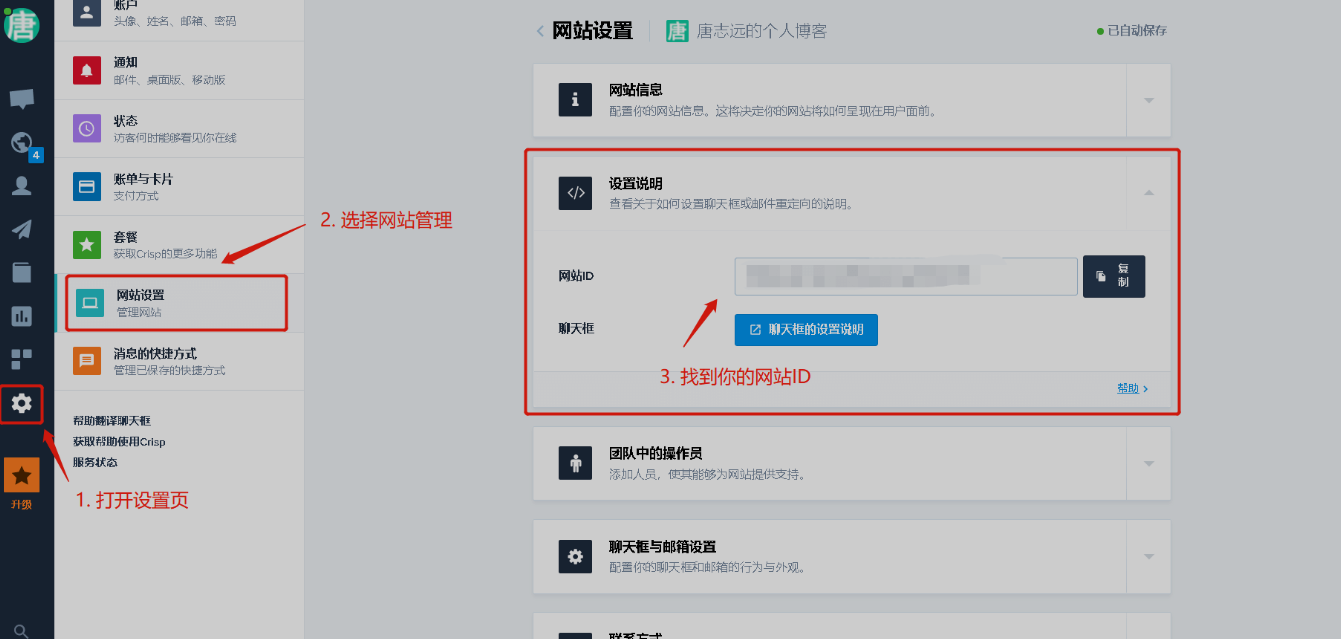 唐
4
升级
账户
头像、姓名、邮箱、密码
通知
邮件、桌面版、移动版
状态
访客何时能够看见你在线
账单与卡片
支付方式
套餐
获取Crisp的更多功能
网站设置
管理网站
消息的快捷方式
管理已保存的快捷方式
帮助翻译聊天框
获取帮助使用Crisp
服务状态
1. 打开设置页
2. 选择网站管理
网站设置
唐 唐志远的个人博客
已自动保存
网站信息
配置你的网站信息。这将决定你的网站将如何呈现在用户面前。
设置说明
查看关于如何设置聊天框或邮件重定向的说明。
网站ID
复
制
聊天框
聊天框的设置说明
3. 找到你的网站ID
帮助
团队中的操作员
添加人员，使其能够为网站提供支持。
聊天框与邮箱设置
配置你的聊天框和邮箱的行为与外观。
联系方式